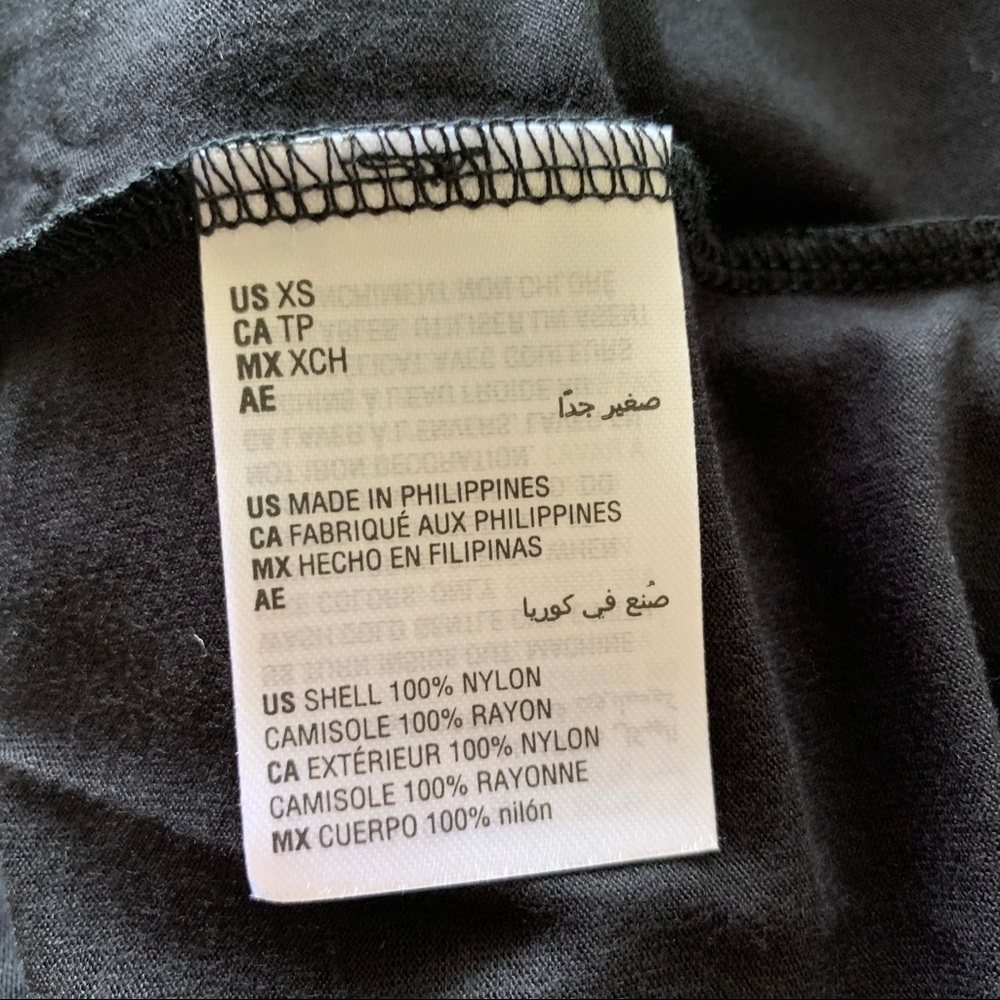 US XS
CA TP
MX XCH
AE
صغير جدًا
US MADE IN PHILIPPINES
CA FABRIQUÉ AUX PHILIPPINES
MX HECHO EN FILIPINAS
AE
صُنع في كوريا
US SHELL 100% NYLON
CAMISOLE 100% RAYON
CA EXTÉRIEUR 100% NYLON
CAMISOLE 100% RAYONNE
MX CUERPO 100% nilón